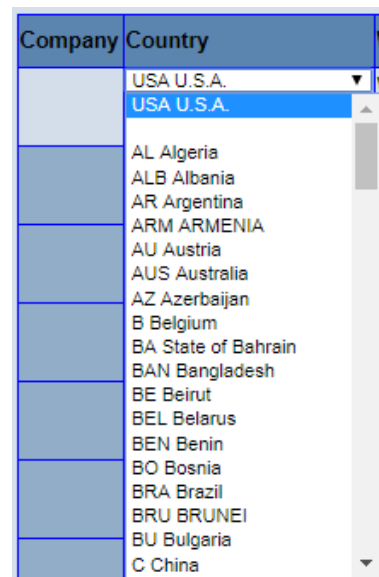 Company Country
USA U.S.A.
USA U.S.A.
AL Algeria
ALB Albania
AR Argentina
ARM ARMENIA
AU Austria
AUS Australia
AZ Azerbaijan
B Belgium
BA State of Bahrain
BAN Bangladesh
BE Beirut
BEL Belarus
BEN Benin
BO Bosnia
BRA Brazil
BRU BRUNEI
BU Bulgaria
C China